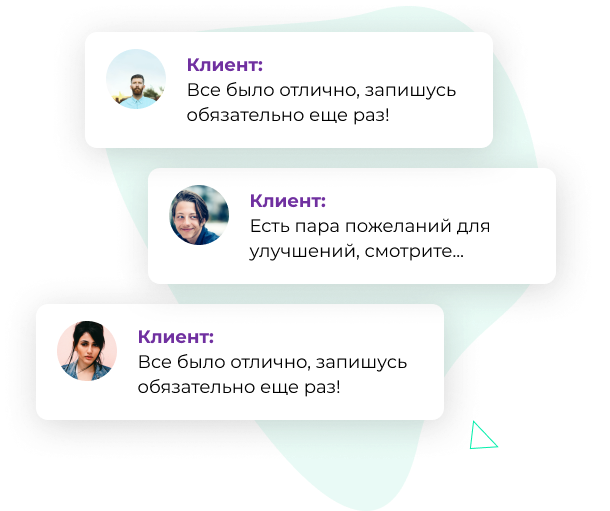 Клиент:
Все было отлично, запишусь
обязательно еще раз!
Клиент:
Есть пара пожеланий для
улучшений, смотрите...
Клиент:
Все было отлично, запишусь
обязательно еще раз!